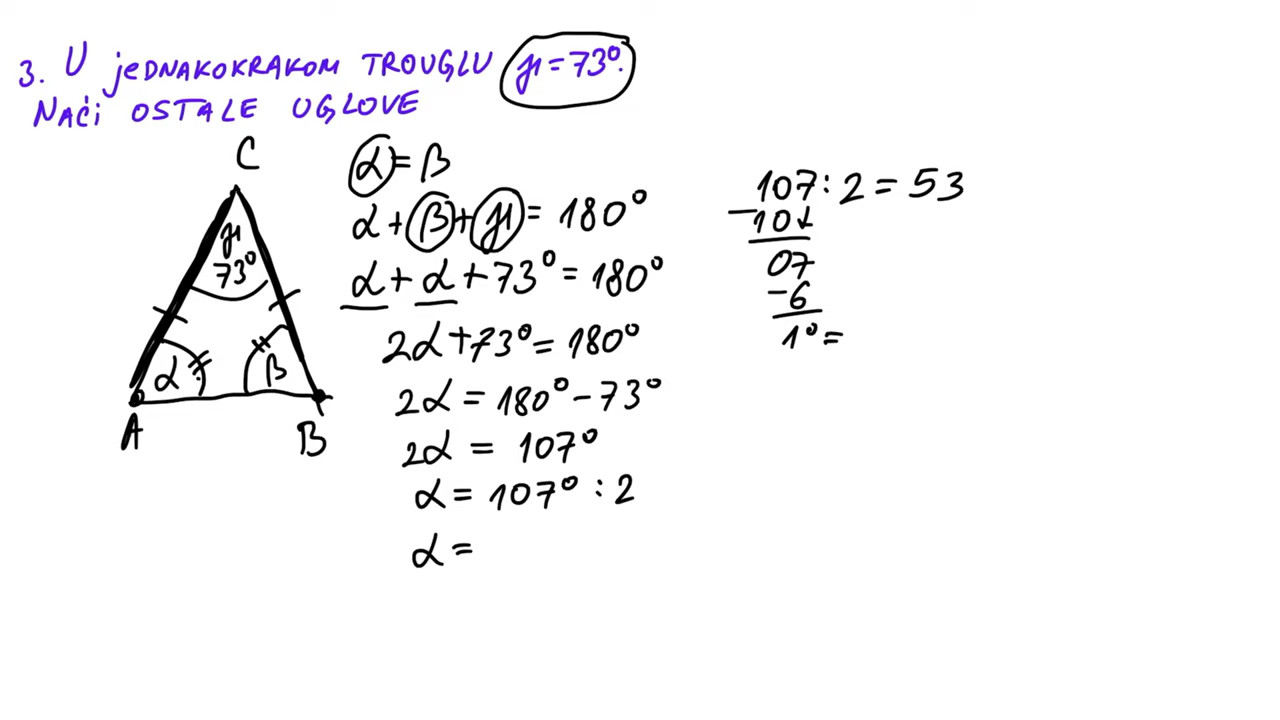 3. U jEDNAKOKRAKOM TROUGLU γ = 73°.
NAĆi OSTALE UGLOVE
C
γ
73°
α
β
A
B
α = β
α + β + γ = 180°
α + α + 73° = 180°
2α + 73° = 180°
2α = 180° - 73°
2α = 107°
α = 107° : 2
α =
107 : 2 = 53
-10↓
07
-6
1° =